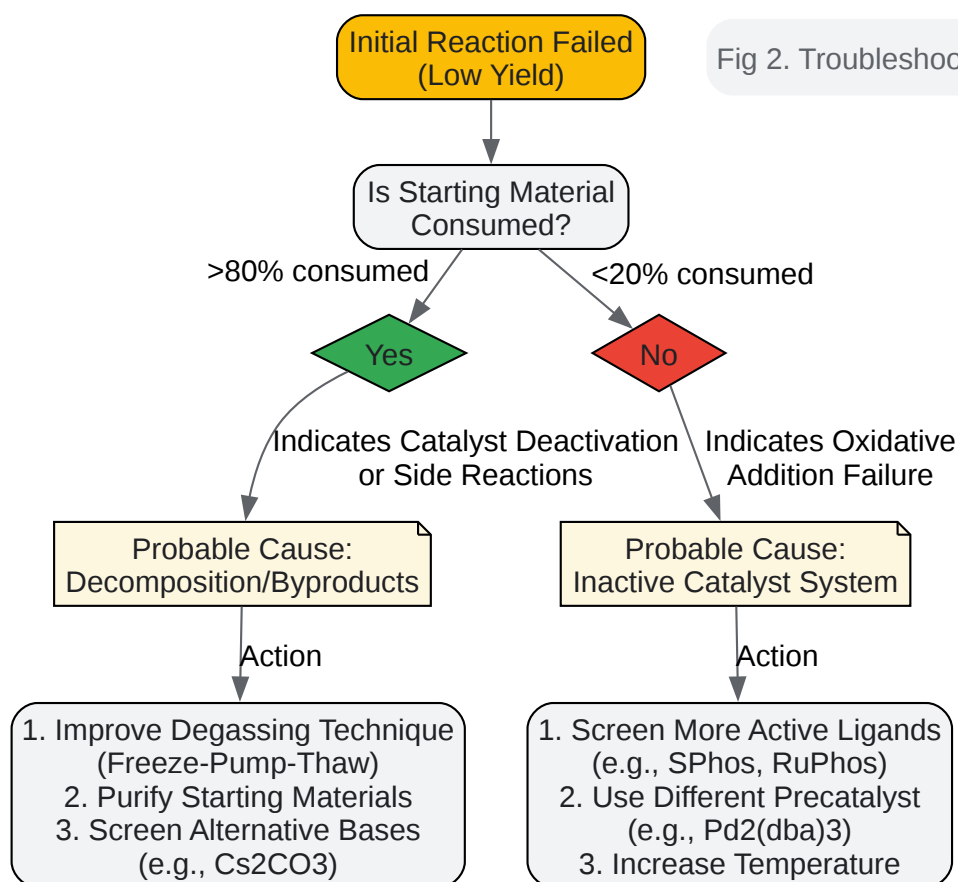 Initial Reaction Failed
(Low Yield)
Fig 2. Troubleshoo
Is Starting Material
Consumed?
>80% consumed
<20% consumed
Yes
No
Indicates Catalyst Deactivation
or Side Reactions
Indicates Oxidative
Addition Failure
Probable Cause:
Decomposition/Byproducts
Probable Cause:
Inactive Catalyst System
Action
Action
1. Improve Degassing Technique
(Freeze-Pump-Thaw)
2. Purify Starting Materials
3. Screen Alternative Bases
(e.g., Cs2CO3)
1. Screen More Active Ligands
(e.g., SPhos, RuPhos)
2. Use Different Precatalyst
(e.g., Pd2(dba)3)
3. Increase Temperature